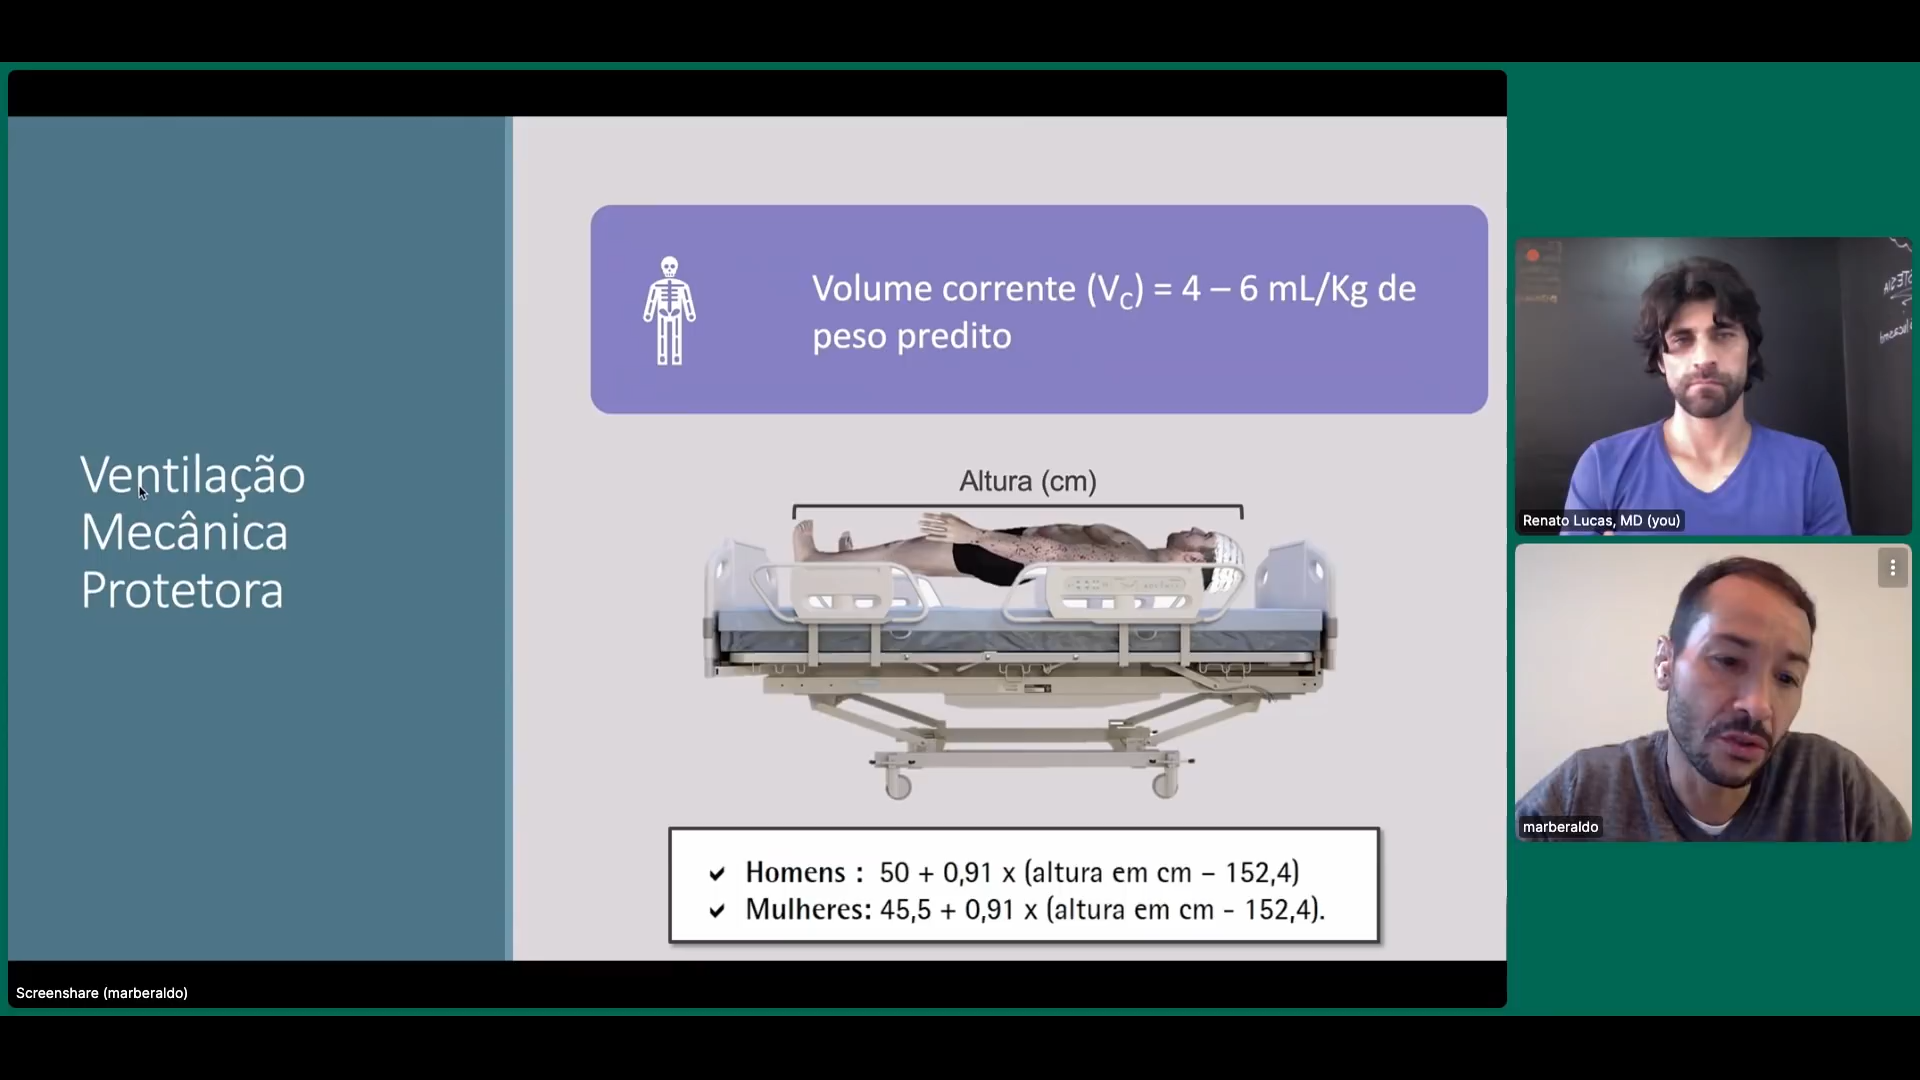 Volume corrente (VC) = 4 – 6 mL/Kg de
peso predito
Ventilação
Mecânica
Protetora
Altura (cm)
✔ Homens : 50 + 0,91 x (altura em cm – 152,4)
✔ Mulheres: 45,5 + 0,91 x (altura em cm - 152,4).
Screenshare (marberaldo)
Renato Lucas, MD (you)
marberaldo